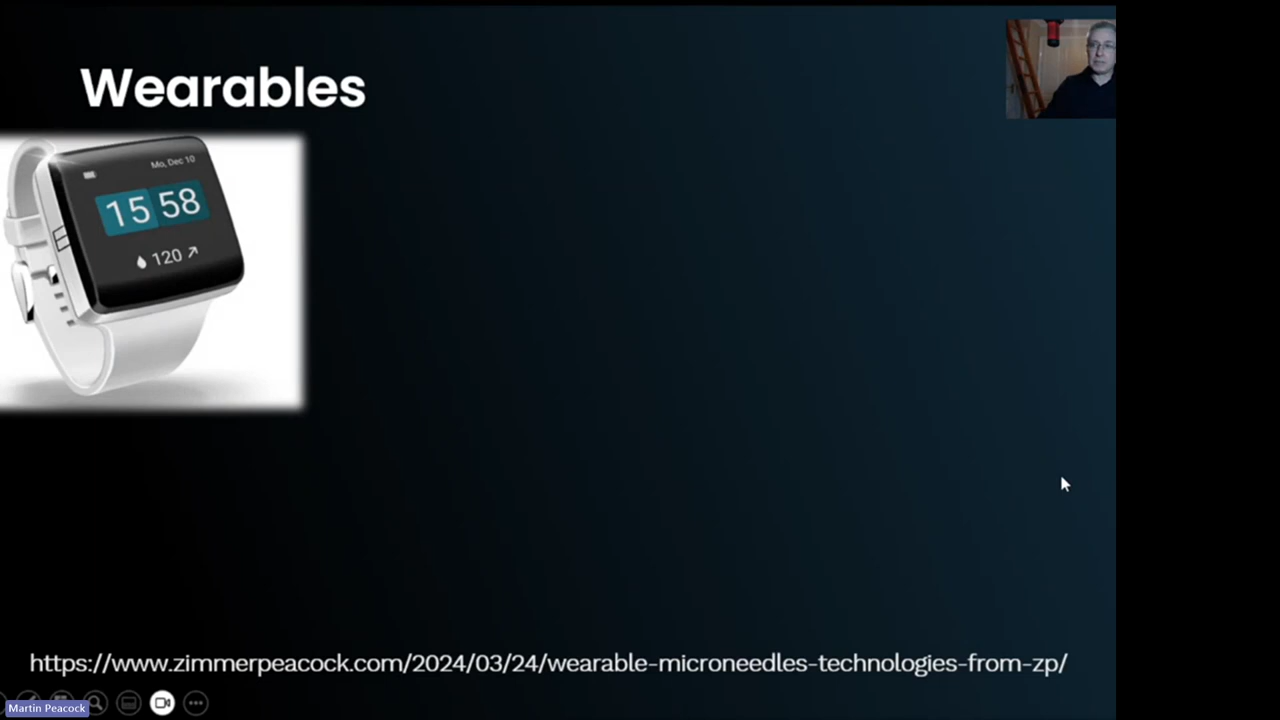 Wearables
Mo, Dec 10
15 58
120
https://www.zimmerpeacock.com/2024/03/24/wearable-microneedles-technologies-from-zp/
Martin Peacock